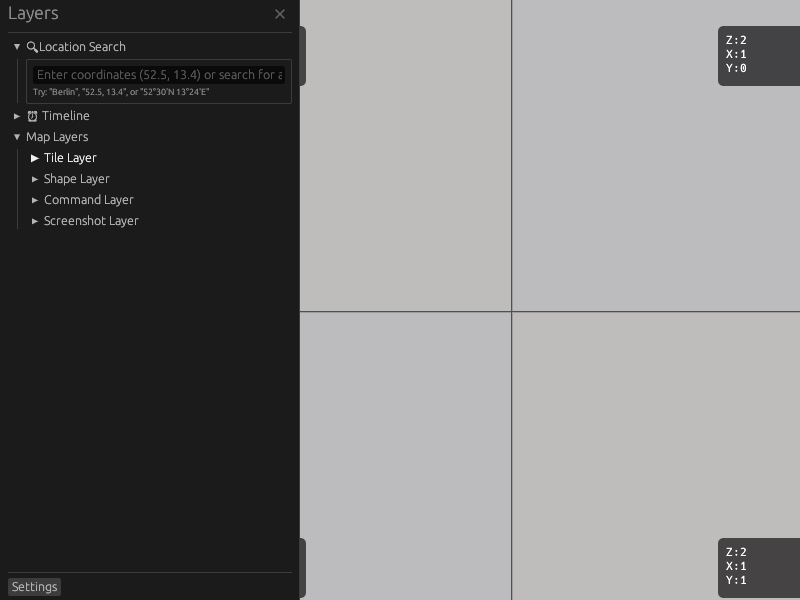 Layers
Location Search
Enter coordinates (52.5, 13.4) or search for a
Try: "Berlin", "52.5, 13.4", or "52°30'N 13°24'E"
Timeline
Map Layers
Tile Layer
Shape Layer
Command Layer
Screenshot Layer
Settings
Z:2
X:1
Y:0
Z:2
X:1
Y:1